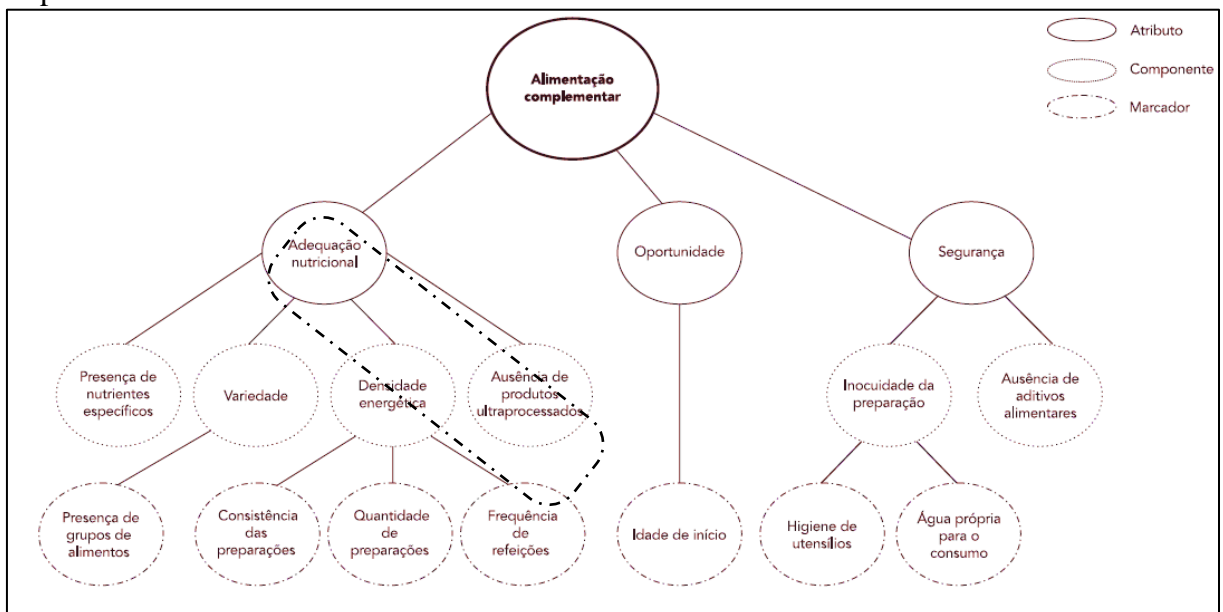 Atributo
Componente
Marcador
Alimentação
complementar
Adequação
nutricional
Oportunidade
Segurança
Presença de
nutrientes
específicos
Variedade
Densidade
energética
Ausência de
produtos
ultraprocessados
Inocuidade da
preparação
Ausência de
aditivos
alimentares
Presença de
grupos de
alimentos
Consistência
das
preparações
Quantidade
de
preparações
Frequência
de
refeições
Idade de início
Higiene de
utensílios
Água própria
para o
consumo